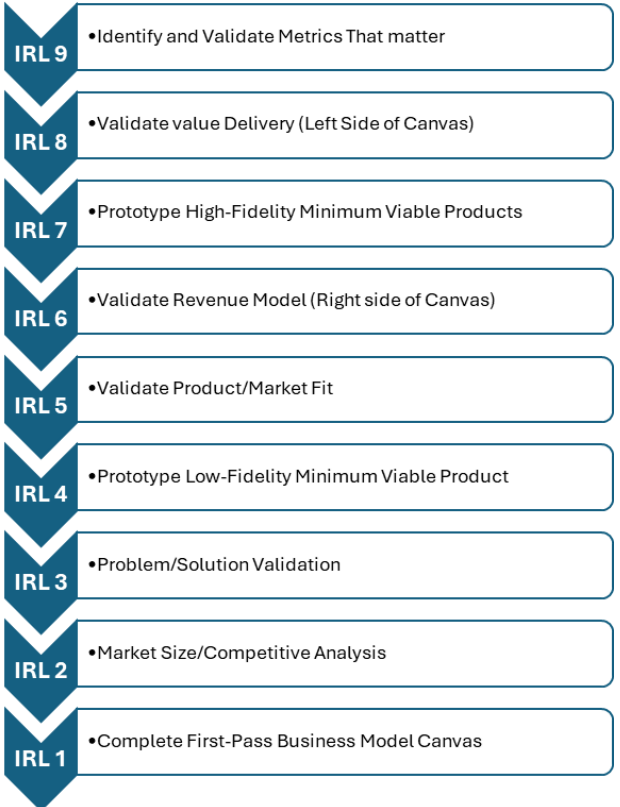 IRL 9
•Identify and Validate Metrics That matter
IRL 8
•Validate value Delivery (Left Side of Canvas)
IRL 7
•Prototype High-Fidelity Minimum Viable Products
IRL 6
•Validate Revenue Model (Right side of Canvas)
IRL 5
•Validate Product/Market Fit
IRL 4
•Prototype Low-Fidelity Minimum Viable Product
IRL 3
•Problem/Solution Validation
IRL 2
•Market Size/Competitive Analysis
IRL 1
•Complete First-Pass Business Model Canvas